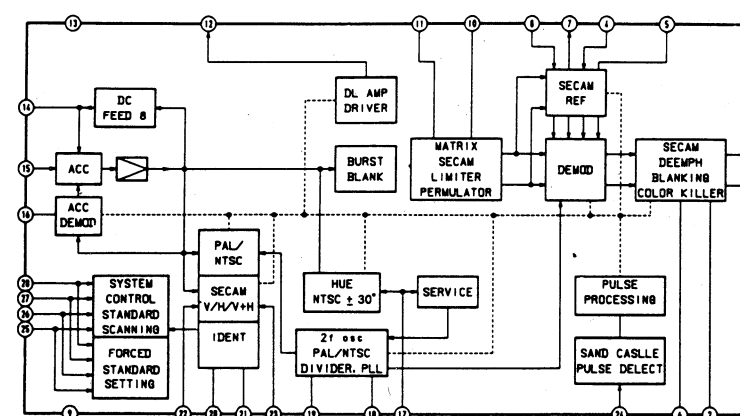 13
12
11
10
8
7
4
5
14
DC
FEED 8
DL AMP
DRIVER
SECAM
REF
15
ACC
BURST
BLANK
MATRIX
SECAM
LIMITER
PERMULATOR
DEMOD
SECAM
DEEMPH
BLANKING
COLOR KILLER
16
ACC
DEMOD
PAL/
NTSC
28
27
26
25
SYSTEM
CONTROL
STANDARD
SCANNING
SECAM
V/H/V+H
HUE
NTSC ± 30°
SERVICE
PULSE
PROCESSING
FORCED
STANDARD
SETTING
IDENT
2f osc
PAL/NTSC
DIVIDER. PLL
SAND CASLLE
PULSE DELECT
9
22
20
21
23
19
18
17
24